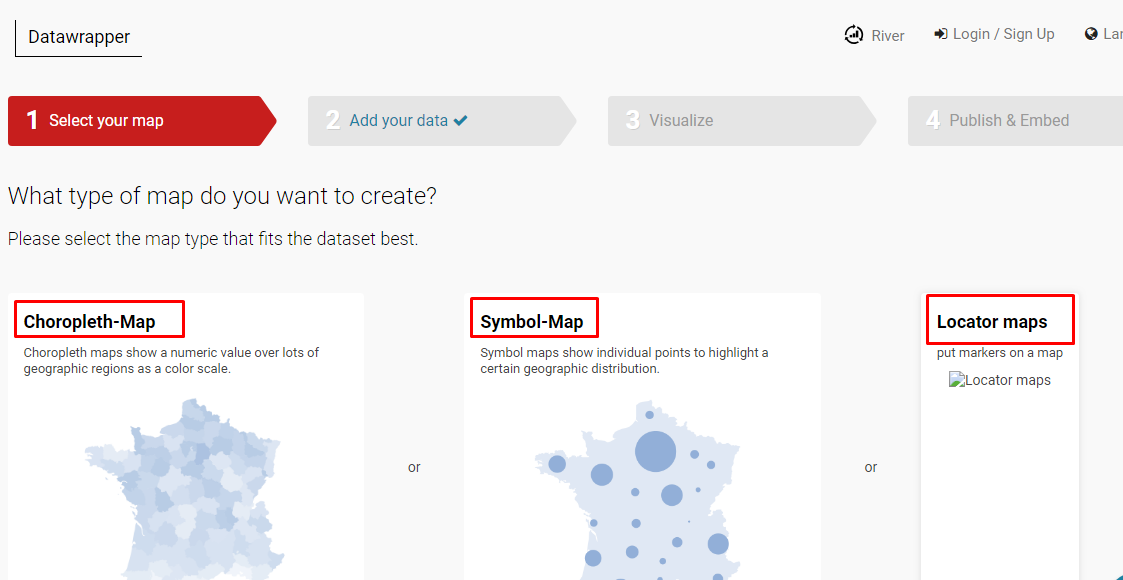 Datawrapper
River
Login / Sign Up
1 Select your map
2 Add your data
3 Visualize
4 Publish & Embed
What type of map do you want to create?
Please select the map type that fits the dataset best.
Choropleth-Map
Choropleth maps show a numeric value over lots of
geographic regions as a color scale.
or
Symbol-Map
Symbol maps show individual points to highlight a
certain geographic distribution.
or
Locator maps
put markers on a map
Locator maps